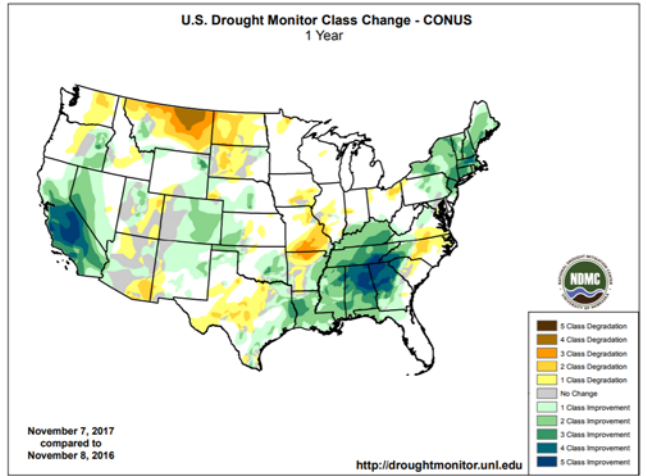 U.S. Drought Monitor Class Change - CONUS
1 Year
NDMC
5 Class Degradation
4 Class Degradation
3 Class Degradation
2 Class Degradation
1 Class Degradation
No Change
1 Class Improvement
2 Class Improvement
3 Class Improvement
4 Class Improvement
5 Class Improvement
November 7, 2017
compared to
November 8, 2016
http://droughtmonitor.unl.edu